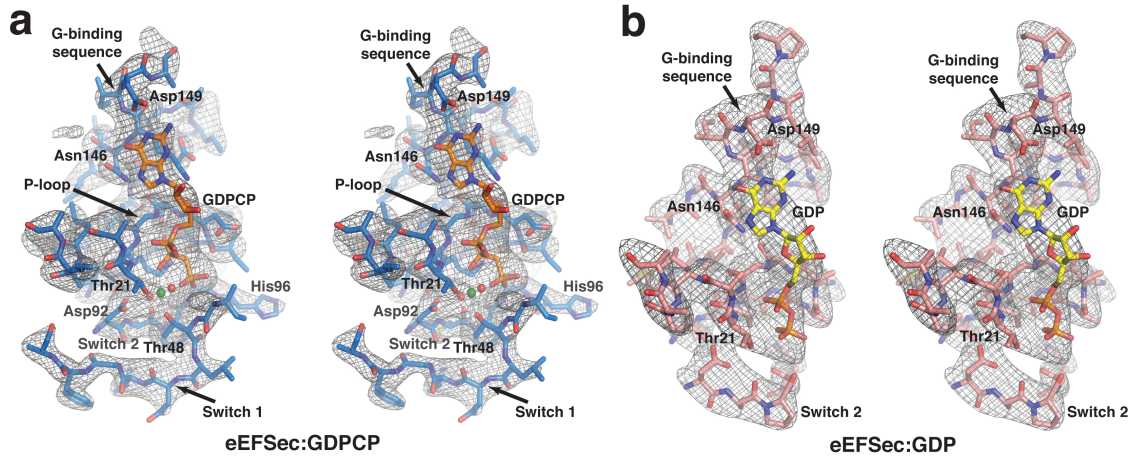 a
G-binding
sequence
Asp149
Asn146
P-loop
GDPCP
Thr21
His96
Asp92
Switch 2
Thr48
Switch 1
G-binding
sequence
Asp149
Asn146
P-loop
GDPCP
Thr21
His96
Asp92
Switch 2
Thr48
Switch 1
eEFSec:GDPCP
b
G-binding
sequence
Asp149
Asn146
GDP
Thr21
Switch 2
G-binding
sequence
Asp149
Asn146
GDP
Thr21
Switch 2
eEFSec:GDP